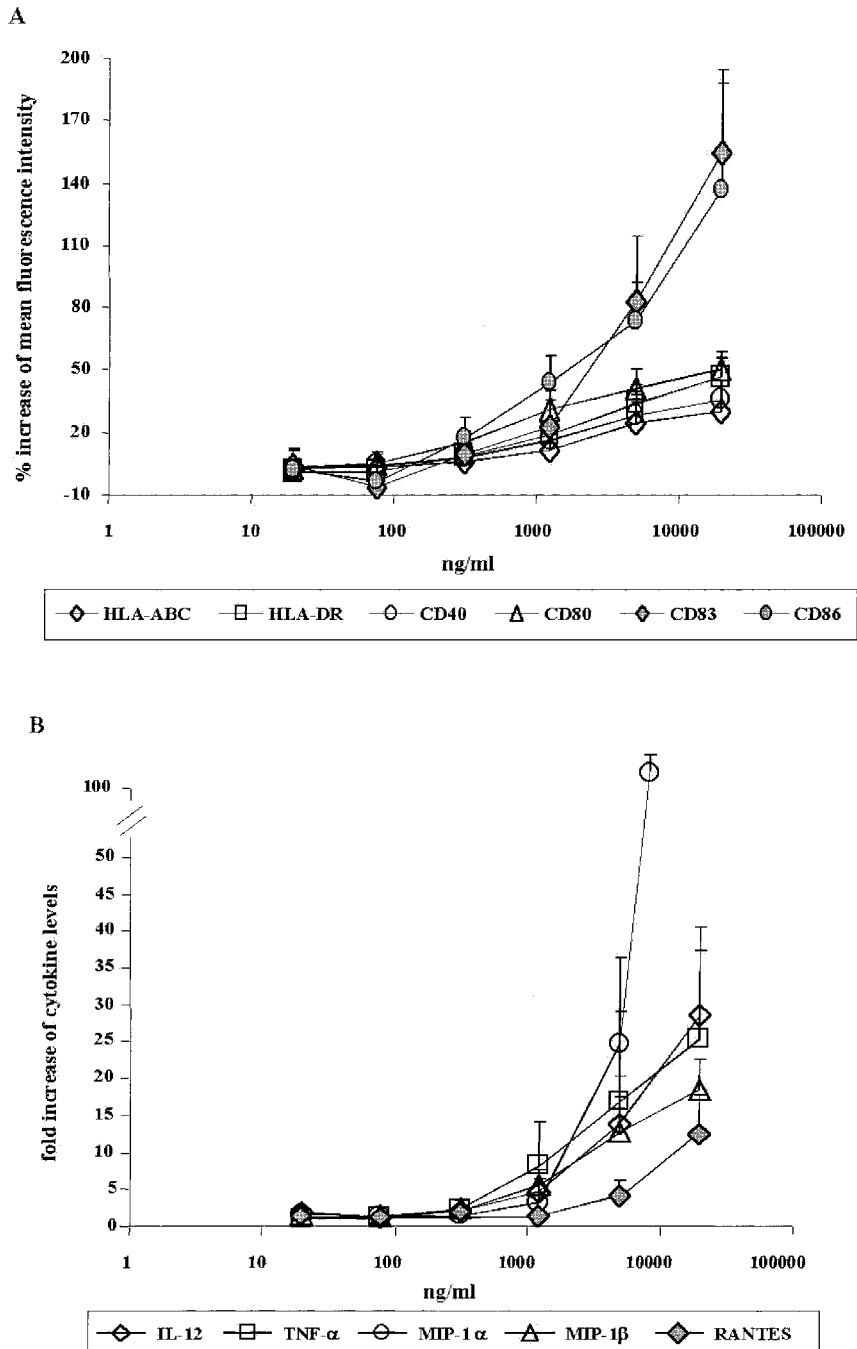 A
% increase of mean fluorescence intensity
200
170
140
110
80
50
20
-10
1 10 100 1000 10000 100000
ng/ml
HLA-ABC HLA-DR CD40 CD80 CD83 CD86
B
fold increase of cytokine levels
100
50
40
35
30
25
20
15
10
5
0
1 10 100 1000 10000 100000
ng/ml
IL-12 TNF-α MIP-1 α MIP-1β RANTES